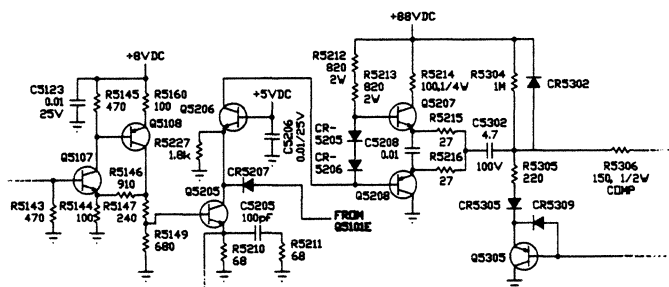 +88VDC
R5212
820
2W
R5213
820
2W
R5214
100,1/4W
R5304
1M
CR5302
+8VDC
C5123
0.01
25V
R5145
470
R5160
100
Q5108
Q5206
+5VDC
C5206
0.01/25V
R5227
1.8k
Q5207
R5215
27
C5302
4.7
100V
CR-
5205
C5208
0.01
CR-
5206
R5216
27
Q5208
Q5107
R5146
910
R5147
240
R5143
470
R5144
100
R5149
680
Q5205
CR5207
C5205
100pF
R5210
68
R5211
68
FROM
Q5101E
R5305
220
R5306
150, 1/2W
COMP
CR5305
CR5309
Q5305